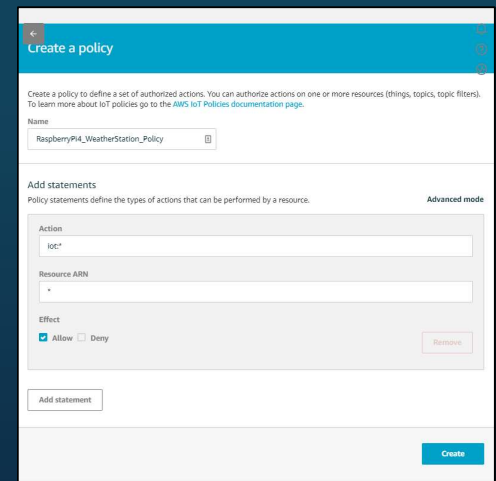 Create a policy
Create a policy to define a set of authorized actions. You can authorize actions on one or more resources (things, topics, topic filters).
To learn more about IoT policies go to the AWS IoT Policies documentation page.
Name
RaspberryPi4_WeatherStation_Policy
Add statements
Policy statements define the types of actions that can be performed by a resource.
Advanced mode
Action
iot:*
Resource ARN
*
Effect
Allow Deny
Remove
Add statement
Create